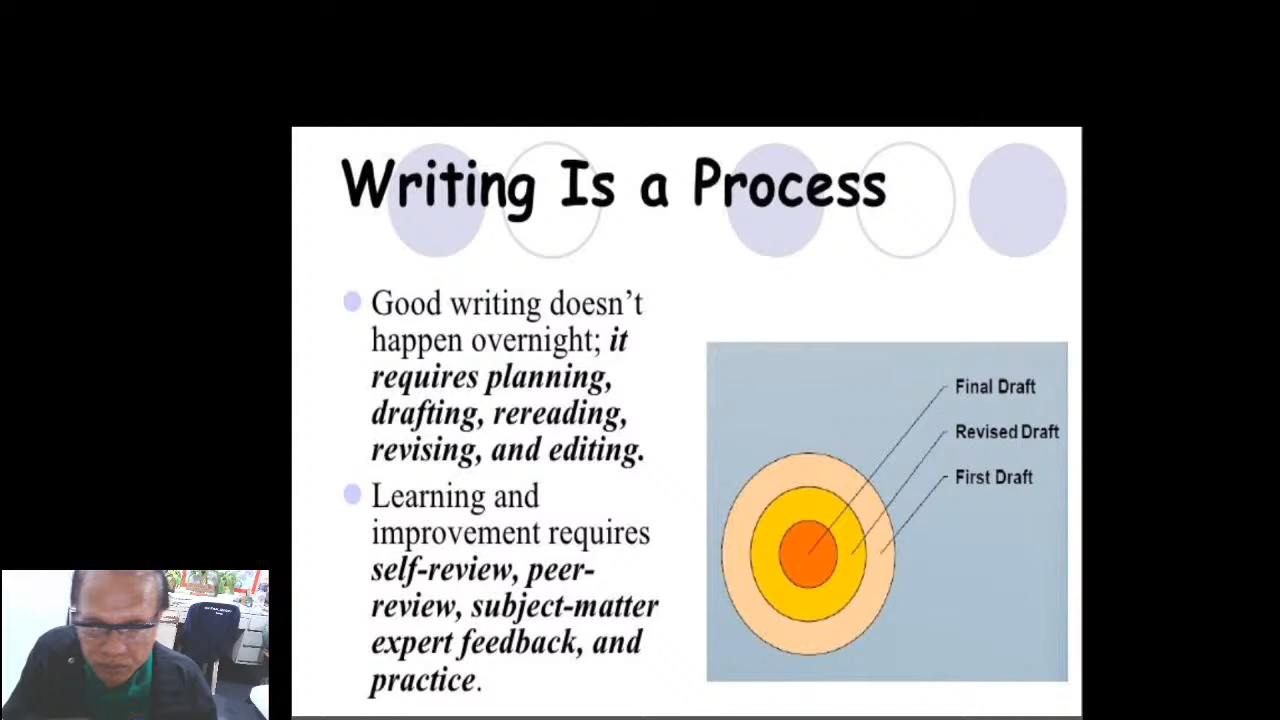 Writing Is a Process
Good writing doesn’t
happen overnight; it
requires planning,
drafting, rereading,
revising, and editing.
Learning and
improvement requires
self-review, peer-
review, subject-matter
expert feedback, and
practice.
Final Draft
Revised Draft
First Draft